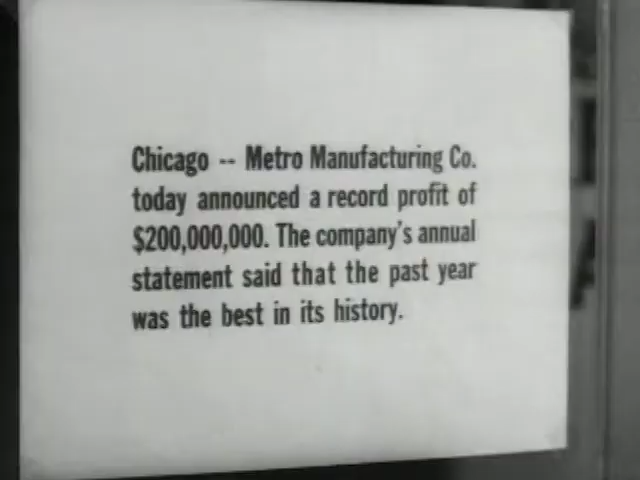 Chicago -- Metro Manufacturing Co.
today announced a record profit of
$200,000,000. The company's annual
statement said that the past year
was the best in its history.